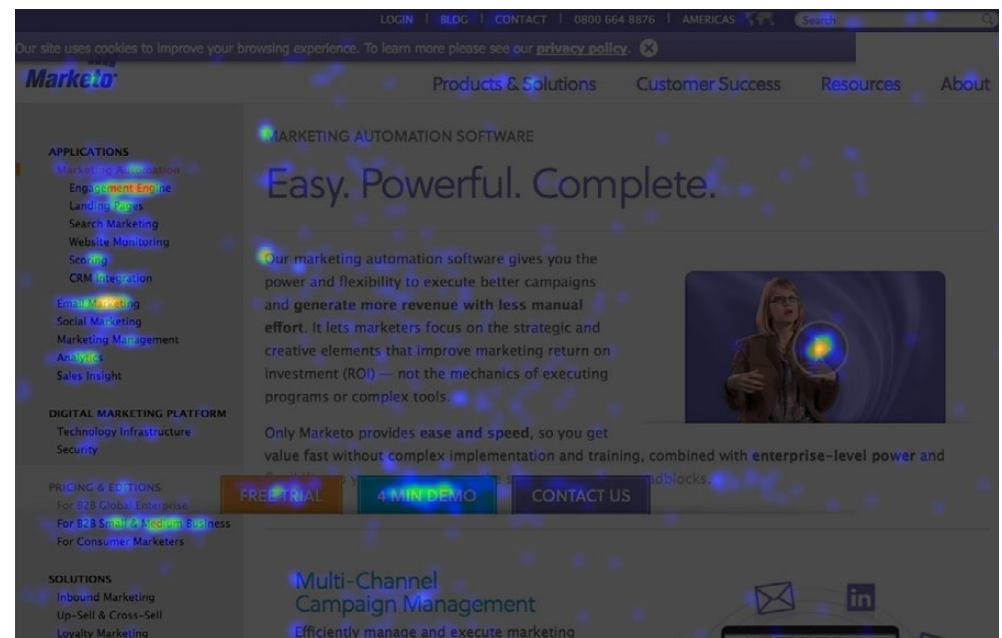 LOGIN | BLOG | CONTACT | 0800 664 8876 | AMERICAS Search
Our site uses cookies to improve your browsing experience. To learn more please see our privacy policy.
Marketo
Products & Solutions Customer Success Resources About
APPLICATIONS
Marketing Automation
Engagement Engine
Landing Pages
Search Marketing
Website Monitoring
Scoring
CRM Integration
Email Marketing
Social Marketing
Marketing Management
Analytics
Sales Insight
DIGITAL MARKETING PLATFORM
Technology Infrastructure
Security
PRICING & EDITIONS
For B2B Global Enterprise
For B2B Small & Medium Business
For Consumer Marketers
SOLUTIONS
Inbound Marketing
Up-Sell & Cross-Sell
Loyalty Marketing
MARKETING AUTOMATION SOFTWARE
Easy. Powerful. Complete.
Our marketing automation software gives you the
power and flexibility to execute better campaigns
and generate more revenue with less manual
effort. It lets marketers focus on the strategic and
creative elements that improve marketing return on
investment (ROI) — not the mechanics of executing
programs or complex tools.
Only Marketo provides ease and speed, so you get
value fast without complex implementation and training, combined with enterprise-level power and
FREE TRIAL 4 MIN DEMO CONTACT US
Multi-Channel
Campaign Management
Efficiently manage and execute marketing
in